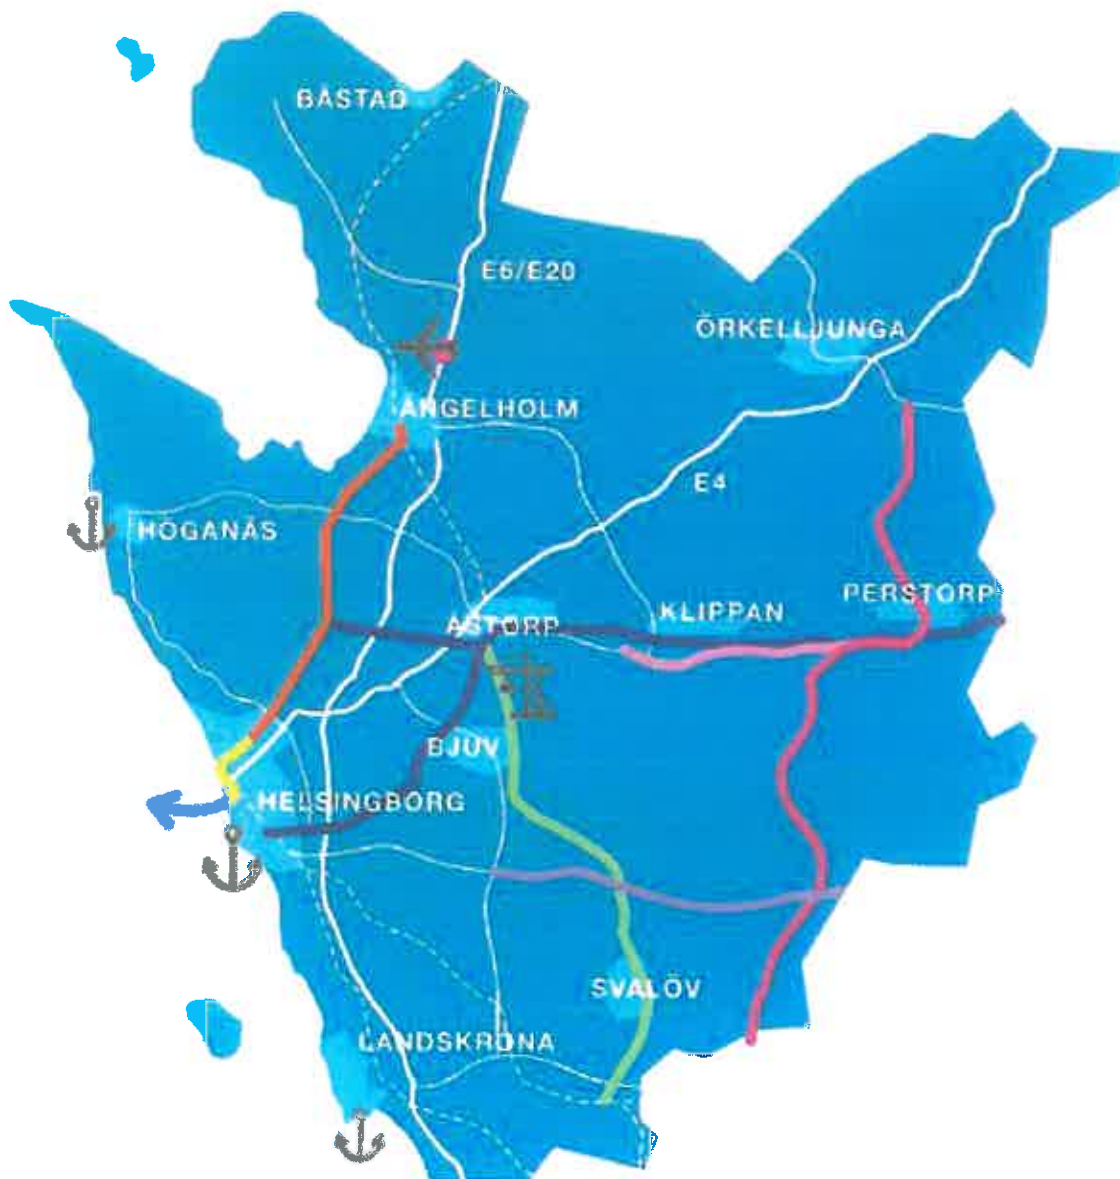 BÅSTAD
E6/E20
ÖRKELLJUNGA
ÄNGELHOLM
E4
HÖGANÄS
PERSTORP
KLIPPAN
ÅSTORP
BJUV
HELSINGBORG
SVALÖV
LANDSKRONA